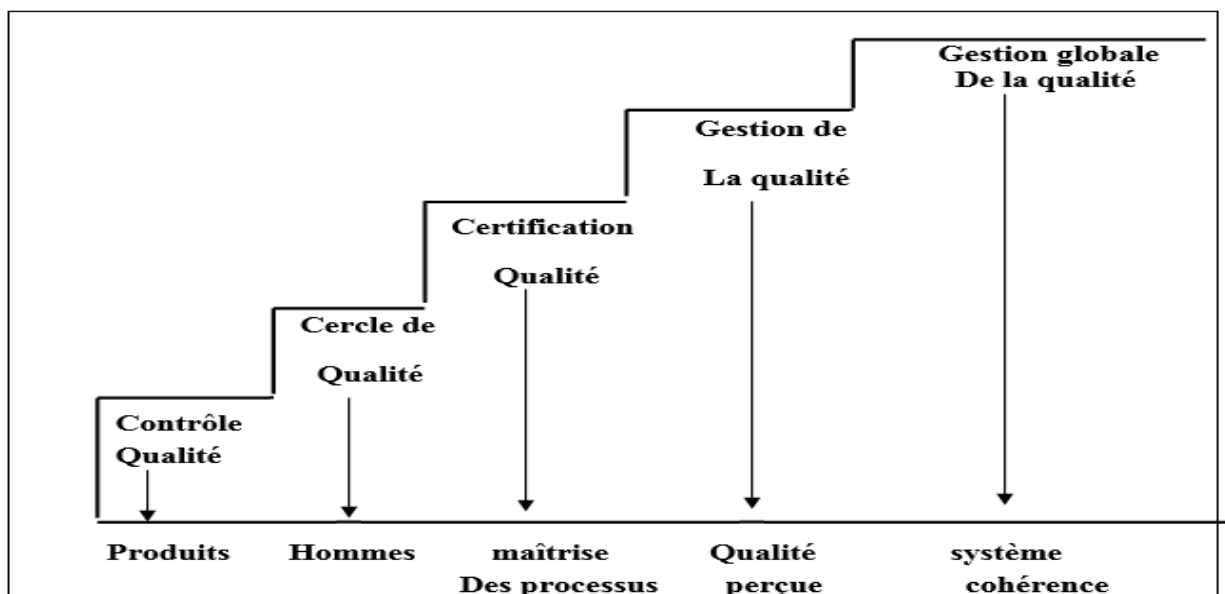 Gestion globale
De la qualité
Gestion de
La qualité
Certification
Qualité
Cercle de
Qualité
Contrôle
Qualité
Produits
Hommes
maîtrise
Des processus
Qualité
perçue
système
cohérence